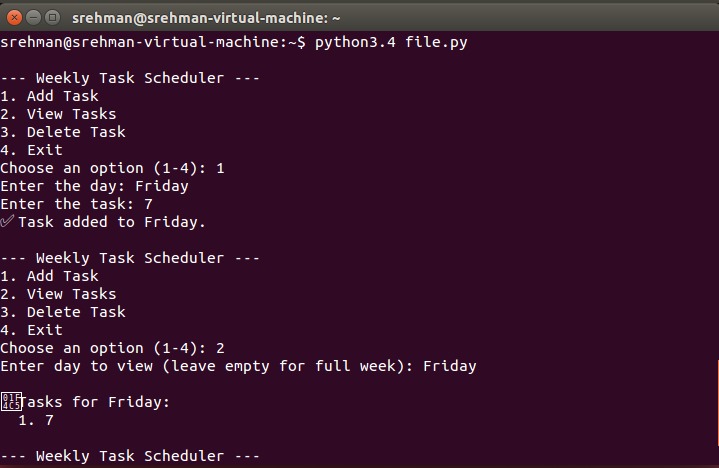 srehman@srehman-virtual-machine: ~
srehman@srehman-virtual-machine:~$ python3.4 file.py
--- Weekly Task Scheduler ---
1. Add Task
2. View Tasks
3. Delete Task
4. Exit
Choose an option (1-4): 1
Enter the day: Friday
Enter the task: 7
✅ Task added to Friday.
--- Weekly Task Scheduler ---
1. Add Task
2. View Tasks
3. Delete Task
4. Exit
Choose an option (1-4): 2
Enter day to view (leave empty for full week): Friday
📅 Tasks for Friday:
1. 7
--- Weekly Task Scheduler ---